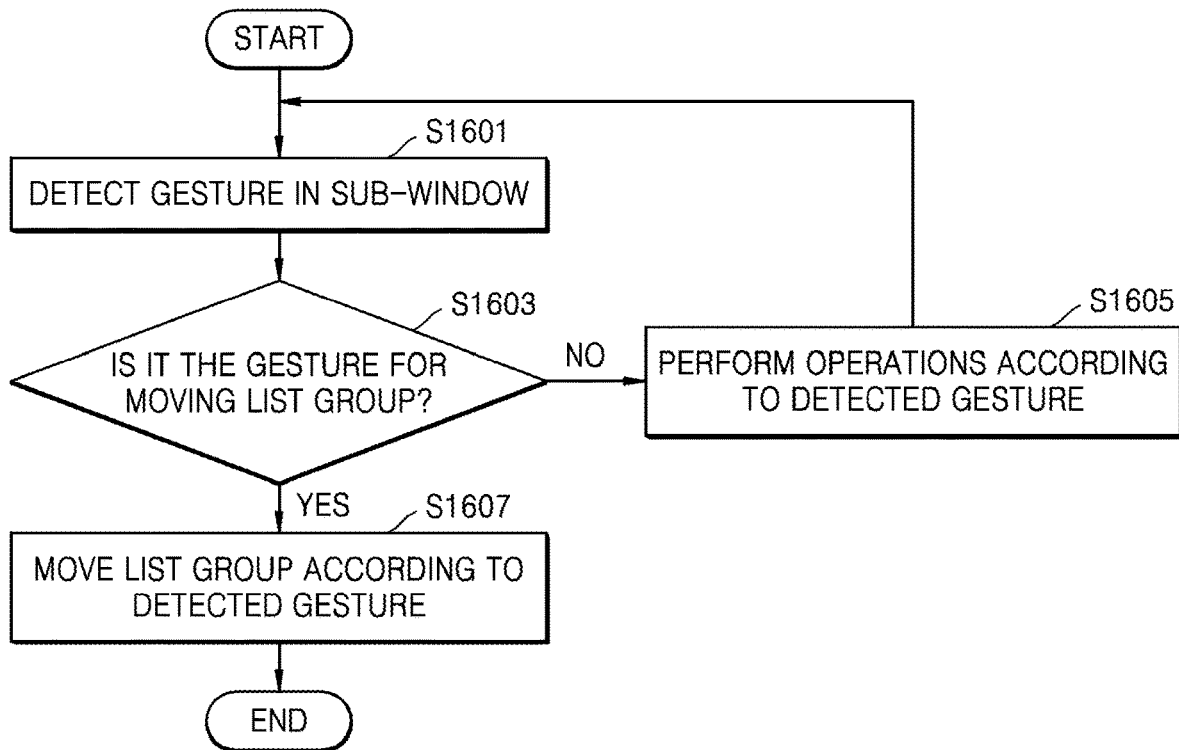 START
S1601
DETECT GESTURE IN SUB-WINDOW
S1603
IS IT THE GESTURE FOR
MOVING LIST GROUP?
NO
S1605
PERFORM OPERATIONS ACCORDING
TO DETECTED GESTURE
YES
S1607
MOVE LIST GROUP ACCORDING TO
DETECTED GESTURE
END